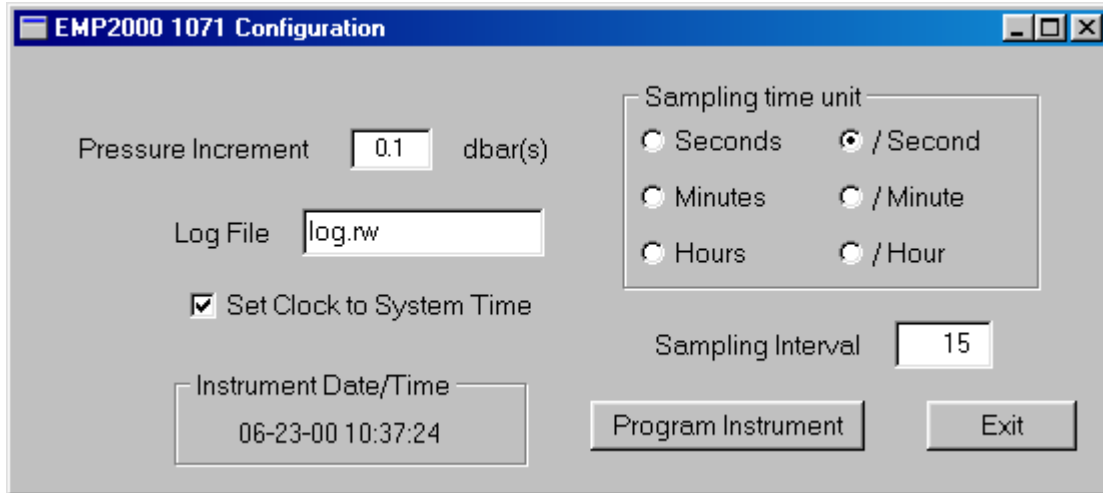 EMP2000 1071 Configuration
Pressure Increment 0.1 dbar(s)
Log File log.rw
Set Clock to System Time
Instrument Date/Time
06-23-00 10:37:24
Sampling time unit
Seconds / Second
Minutes / Minute
Hours / Hour
Sampling Interval 15
Program Instrument Exit